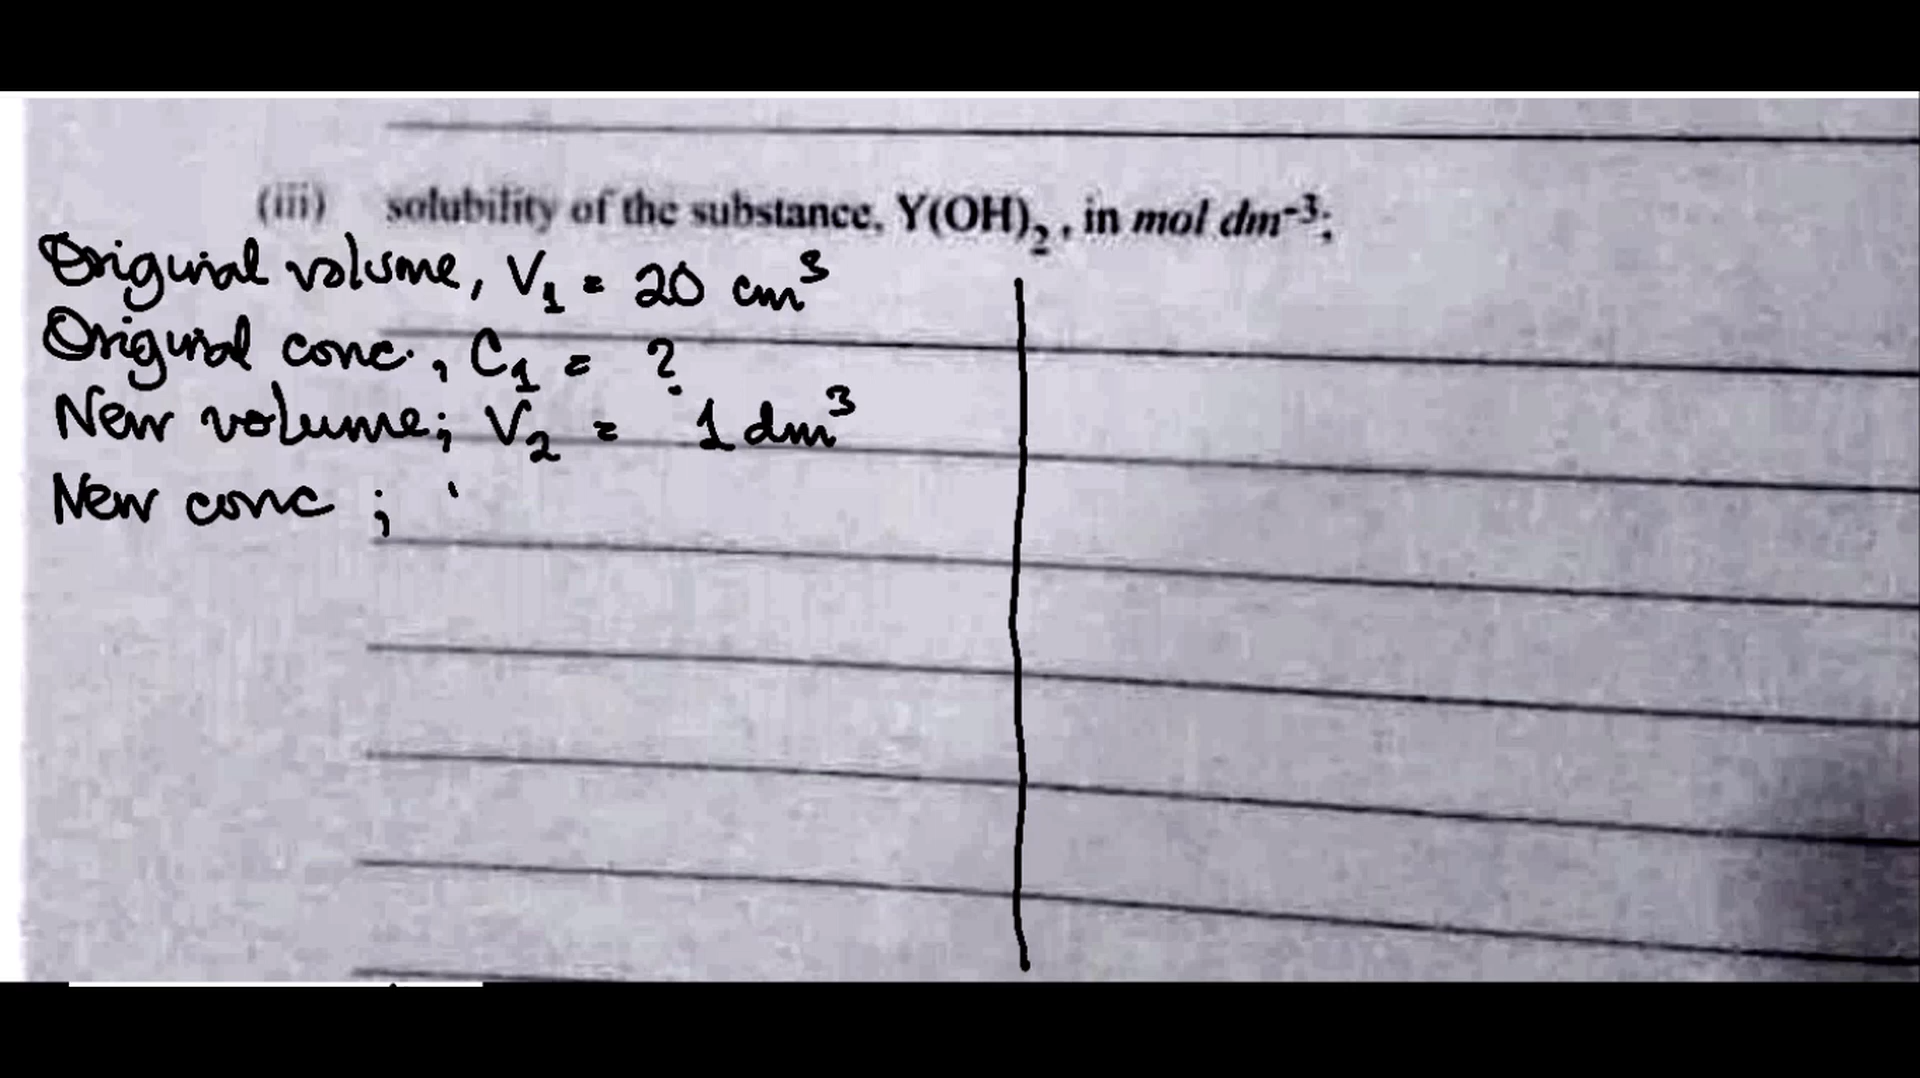 (iii) solubility of the substance, Y(OH)₂, in mol dm⁻³;
Original volume, V₁ = 20 cm³
Original conc., C₁ = ?
New volume; V₂ = 1 dm³
New conc ;